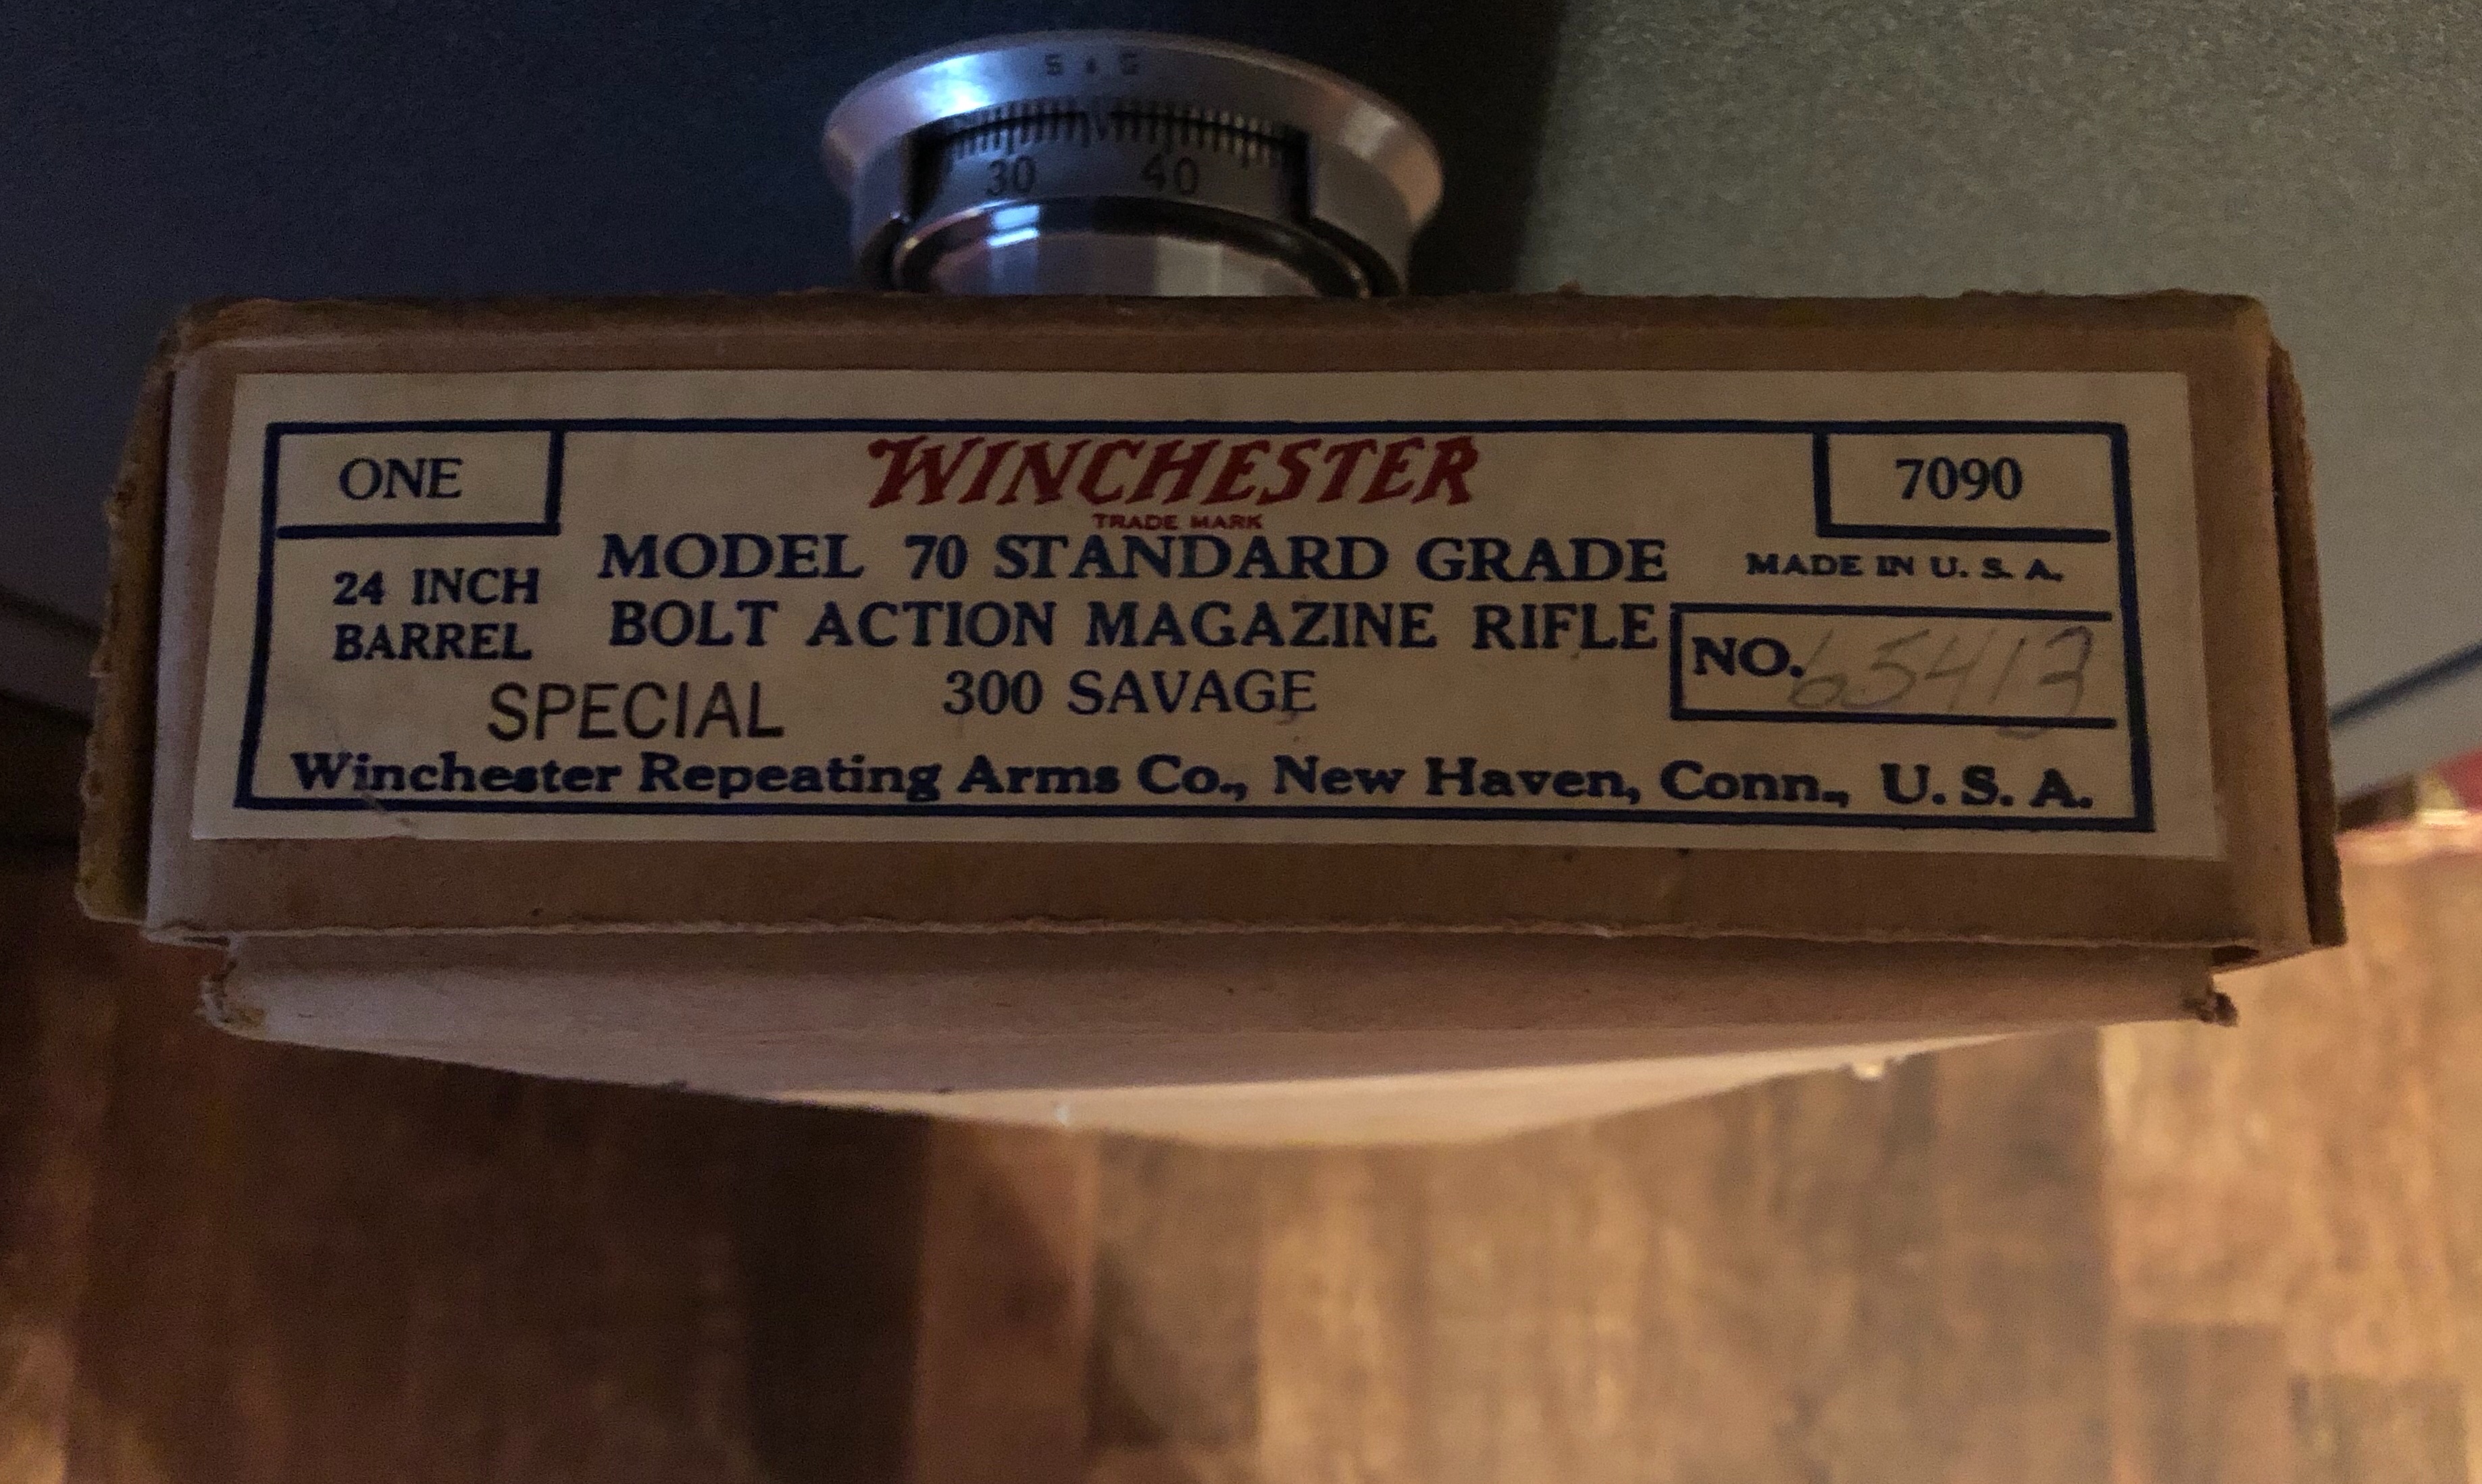 S & G
30 40
ONE
WINCHESTER
7090
TRADE MARK
MODEL 70 STANDARD GRADE
MADE IN U. S. A.
24 INCH
BARREL
BOLT ACTION MAGAZINE RIFLE
NO. 65413
SPECIAL
300 SAVAGE
Winchester Repeating Arms Co., New Haven, Conn., U. S. A.